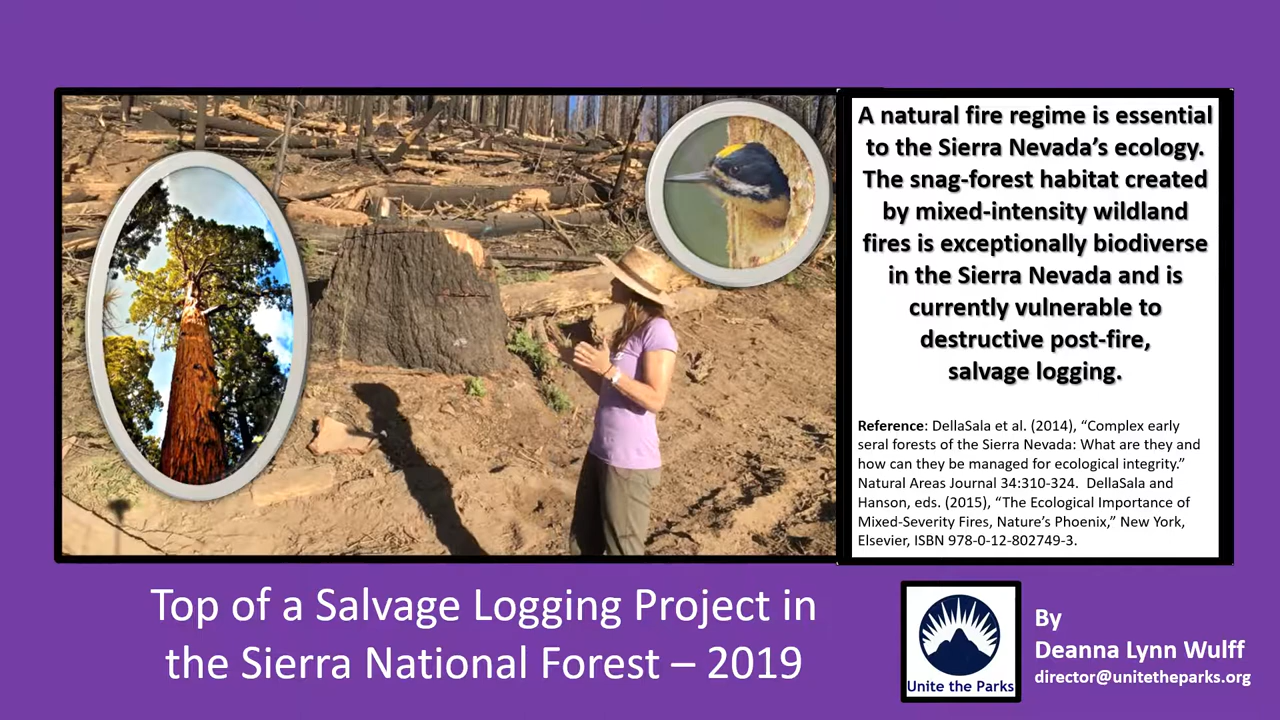 A natural fire regime is essential
to the Sierra Nevada’s ecology.
The snag-forest habitat created
by mixed-intensity wildland
fires is exceptionally biodiverse
in the Sierra Nevada and is
currently vulnerable to
destructive post-fire,
salvage logging.
Reference: DellaSala et al. (2014), “Complex early
seral forests of the Sierra Nevada: What are they and
how can they be managed for ecological integrity.”
Natural Areas Journal 34:310-324. DellaSala and
Hanson, eds. (2015), “The Ecological Importance of
Mixed-Severity Fires, Nature’s Phoenix,” New York,
Elsevier, ISBN 978-0-12-802749-3.
Top of a Salvage Logging Project in
the Sierra National Forest – 2019
Unite the Parks
By
Deanna Lynn Wulff
director@unitetheparks.org